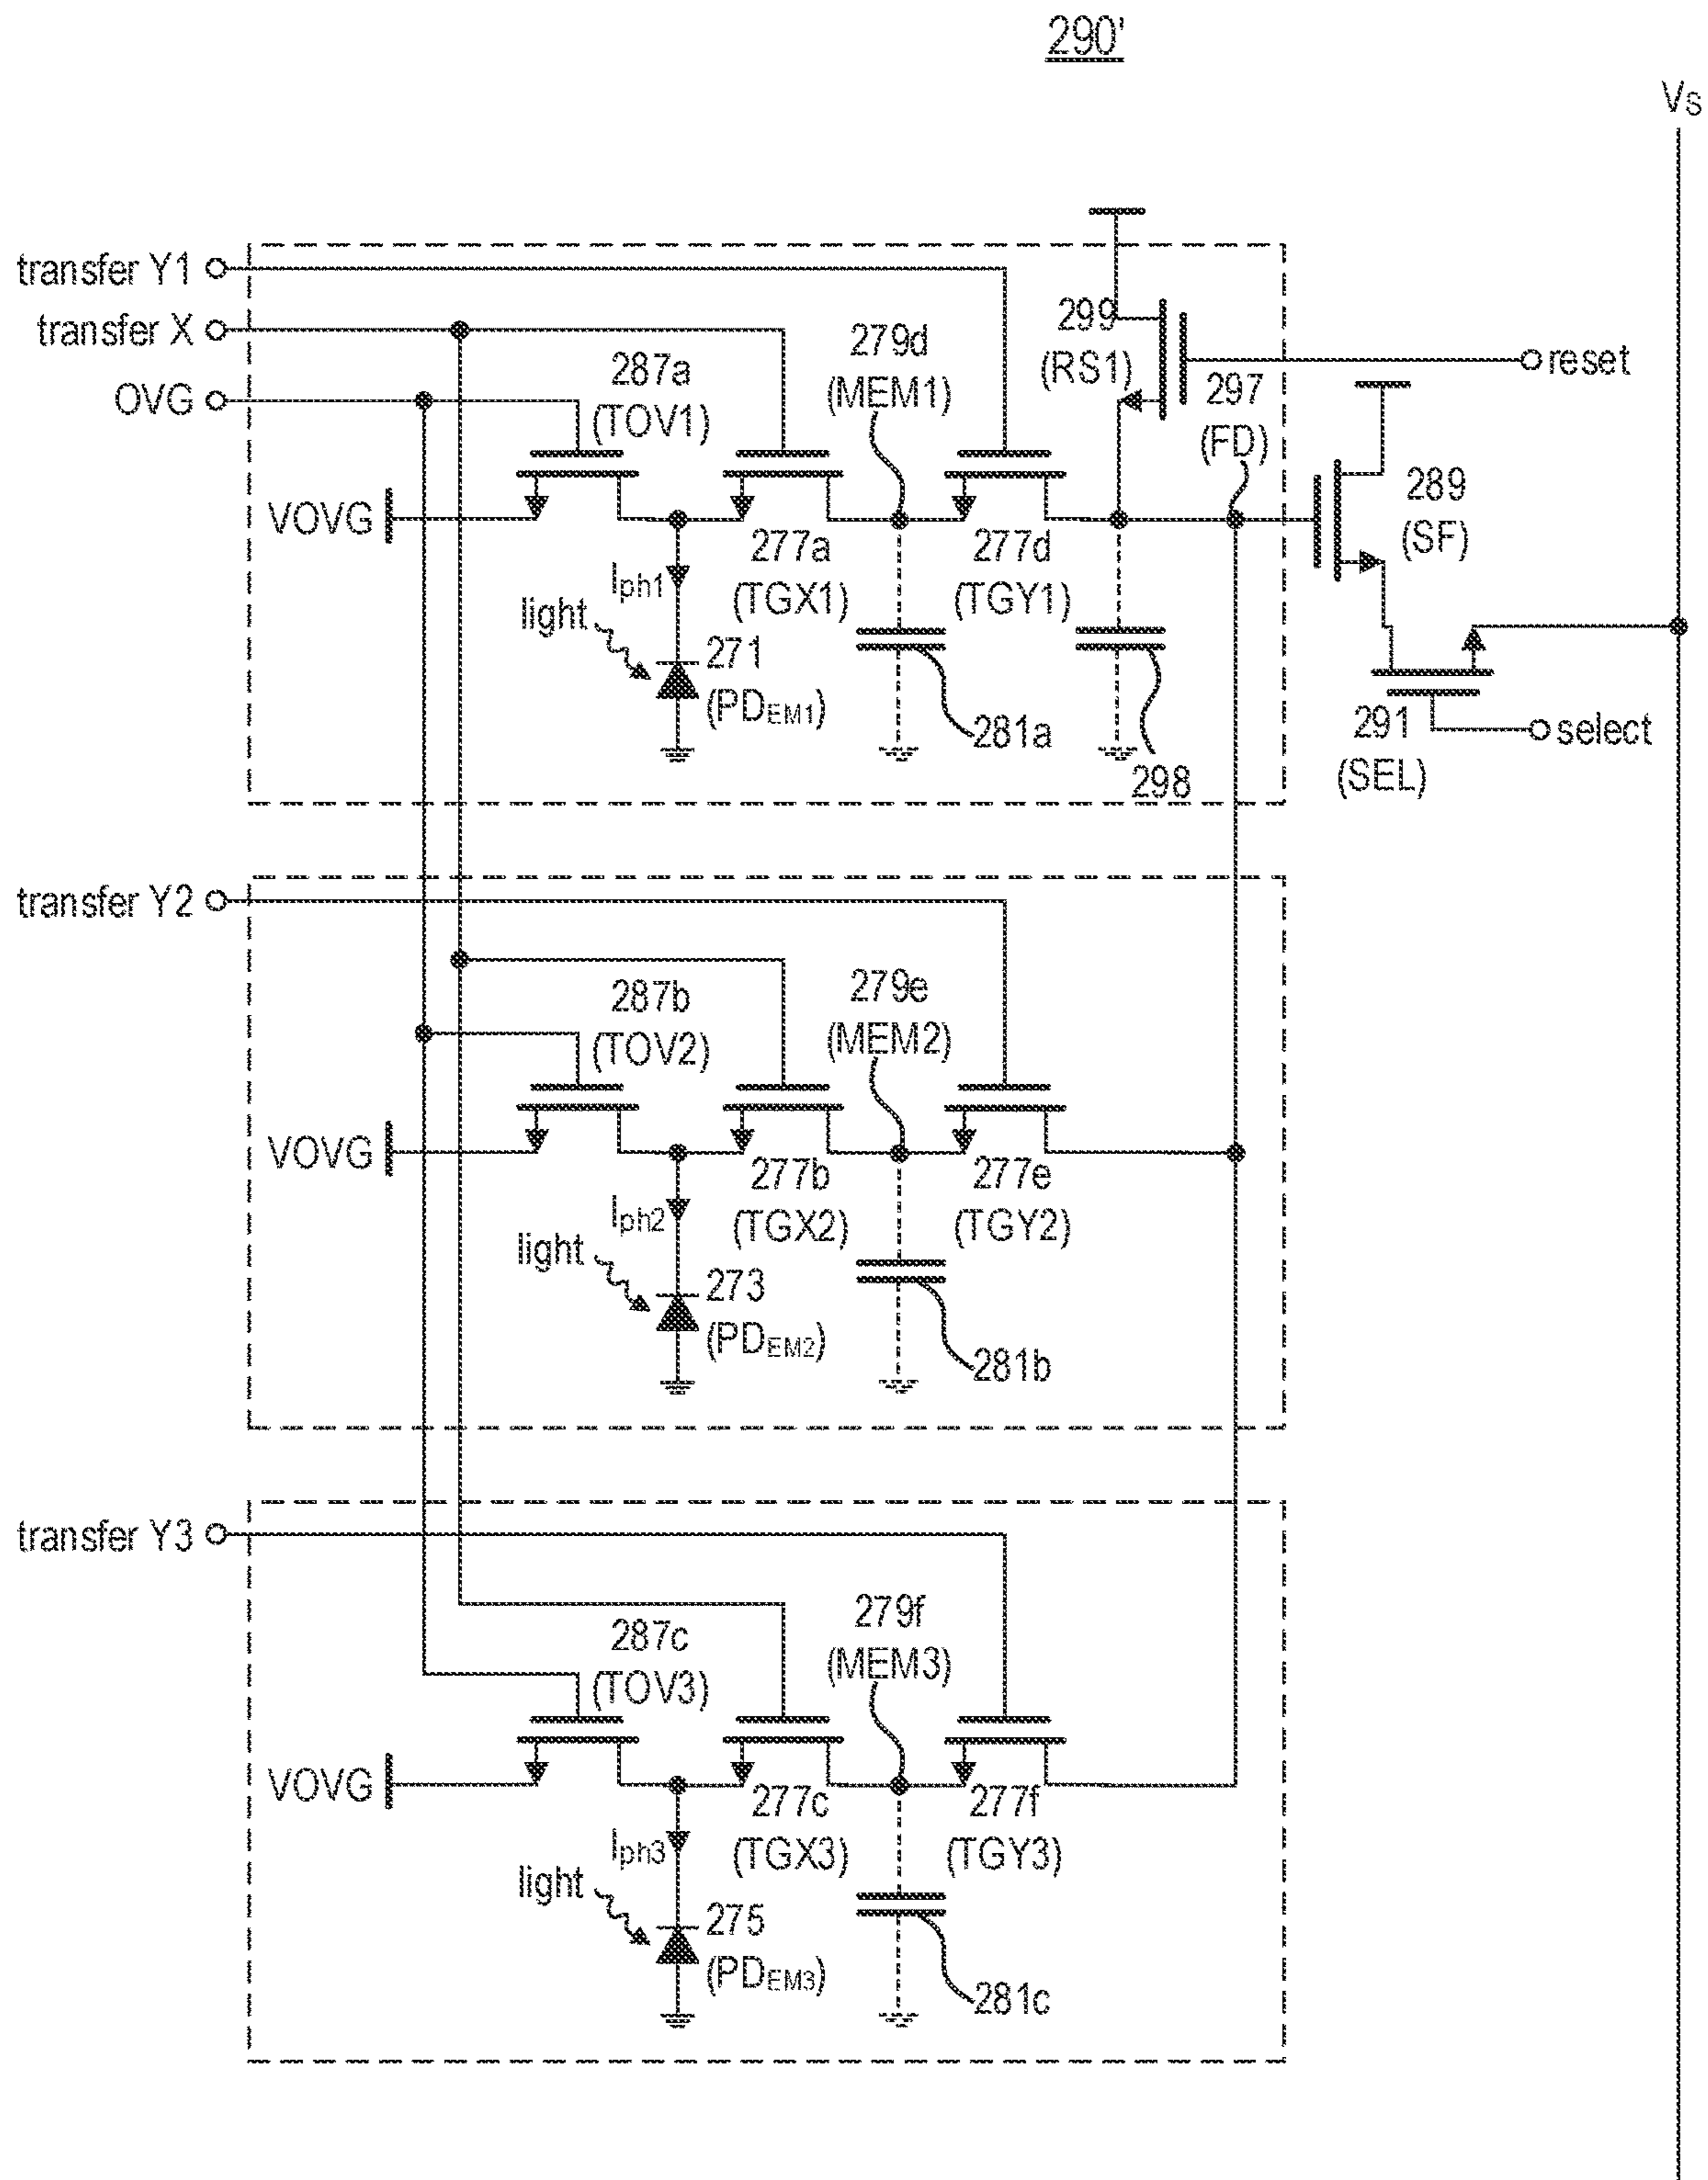 290'
VS
transfer Y1
transfer X
OVG
287a
(TOV1)
279d
(MEM1)
299
(RS1)
297
(FD)
reset
289
(SF)
VOVG
277a
(TGX1)
277d
(TGY1)
Iph1
light
271
(PDEM1)
281a
298
291
(SEL)
select
transfer Y2
287b
(TOV2)
279e
(MEM2)
VOVG
277b
(TGX2)
277e
(TGY2)
Iph2
light
273
(PDEM2)
281b
transfer Y3
287c
(TOV3)
279f
(MEM3)
VOVG
277c
(TGX3)
277f
(TGY3)
Iph3
light
275
(PDEM3)
281c